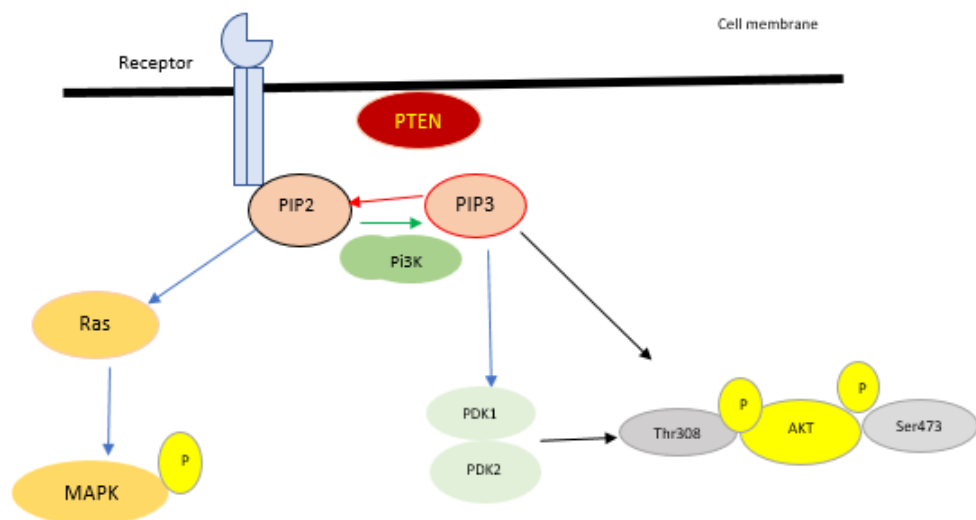 Cell membrane
Receptor
PTEN
PIP2
PIP3
Pi3K
Ras
PDK1
P
P
Thr308
AKT
Ser473
PDK2
P
MAPK